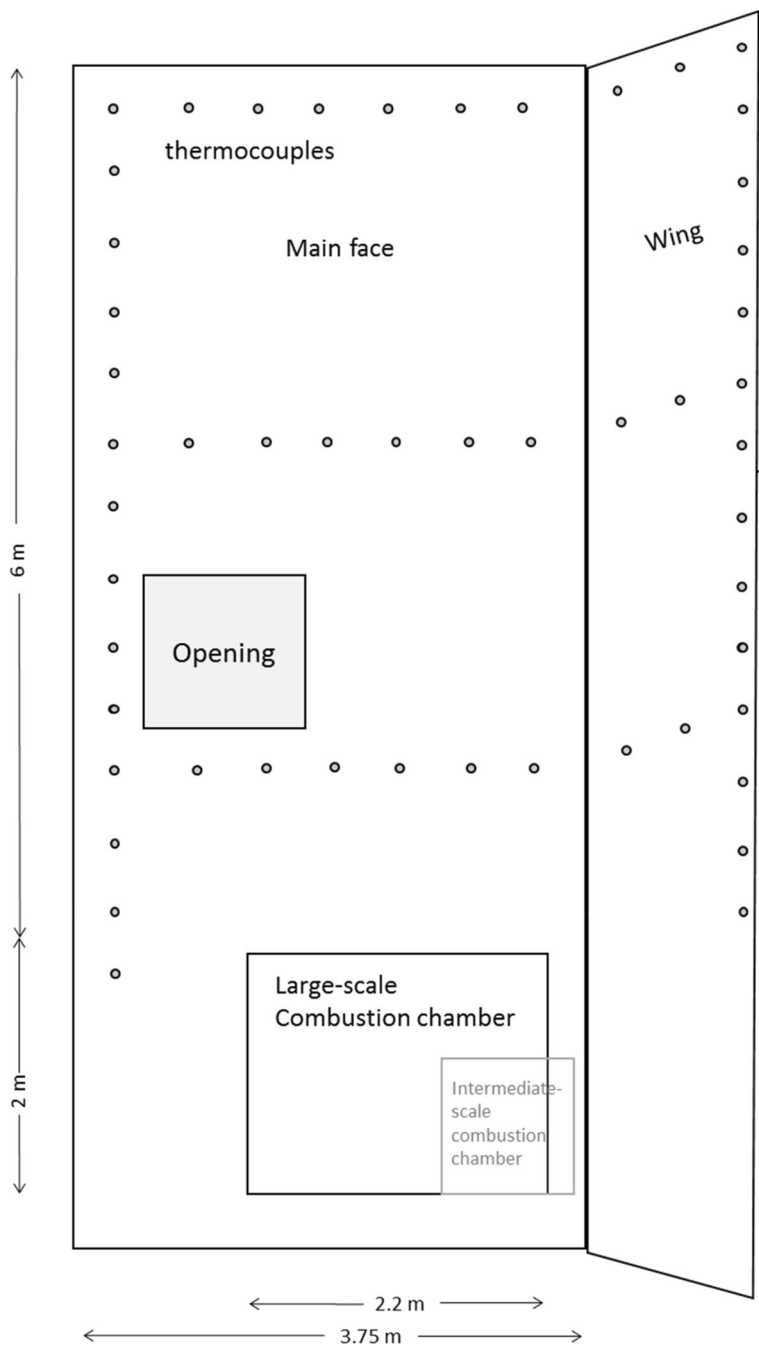 thermocouples
Main face
Wing
6 m
Opening
Large-scale
Combustion chamber
Intermediate-
scale
combustion
chamber
2 m
2.2 m
3.75 m